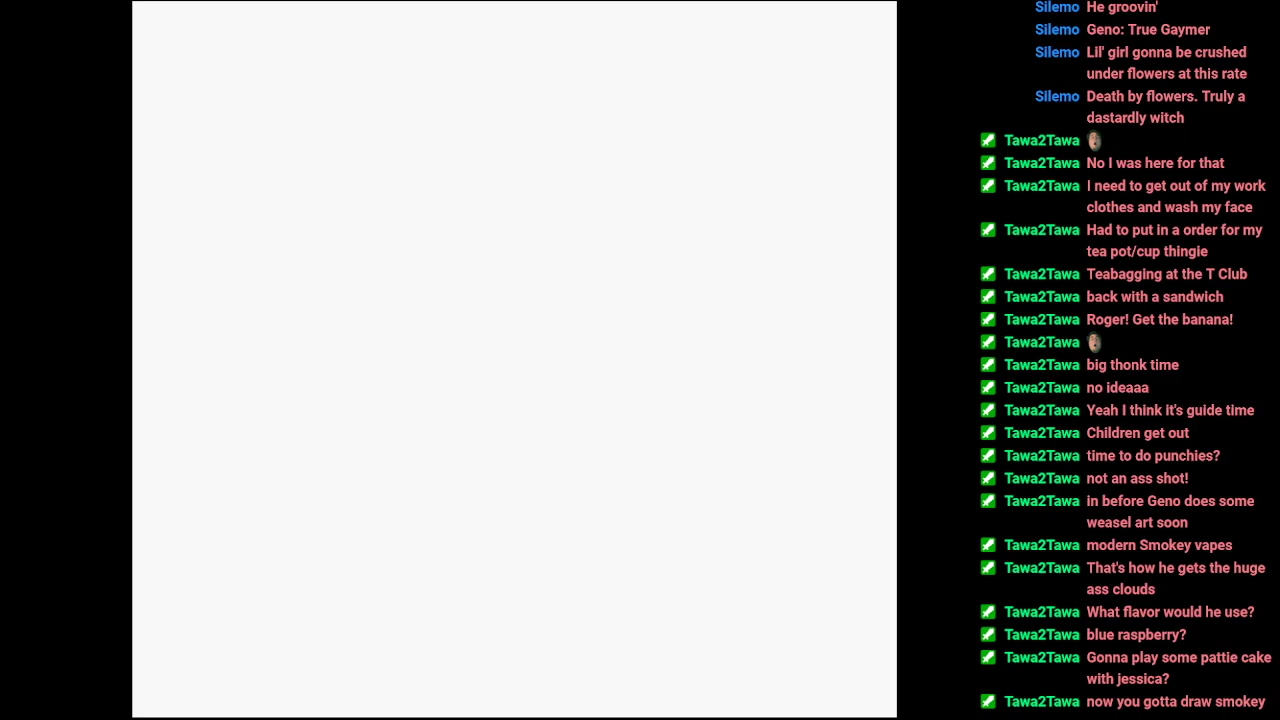 Silemo He groovin'
Silemo Geno: True Gaymer
Silemo Lil' girl gonna be crushed
under flowers at this rate
Silemo Death by flowers. Truly a
dastardly witch
Tawa2Tawa
Tawa2Tawa No I was here for that
Tawa2Tawa I need to get out of my work
clothes and wash my face
Tawa2Tawa Had to put in a order for my
tea pot/cup thingie
Tawa2Tawa Teabagging at the T Club
Tawa2Tawa back with a sandwich
Tawa2Tawa Roger! Get the banana!
Tawa2Tawa
Tawa2Tawa big thonk time
Tawa2Tawa no ideaaa
Tawa2Tawa Yeah I think it's guide time
Tawa2Tawa Children get out
Tawa2Tawa time to do punchies?
Tawa2Tawa not an ass shot!
Tawa2Tawa in before Geno does some
weasel art soon
Tawa2Tawa modern Smokey vapes
Tawa2Tawa That's how he gets the huge
ass clouds
Tawa2Tawa What flavor would he use?
Tawa2Tawa blue raspberry?
Tawa2Tawa Gonna play some pattie cake
with jessica?
Tawa2Tawa now you gotta draw smokey